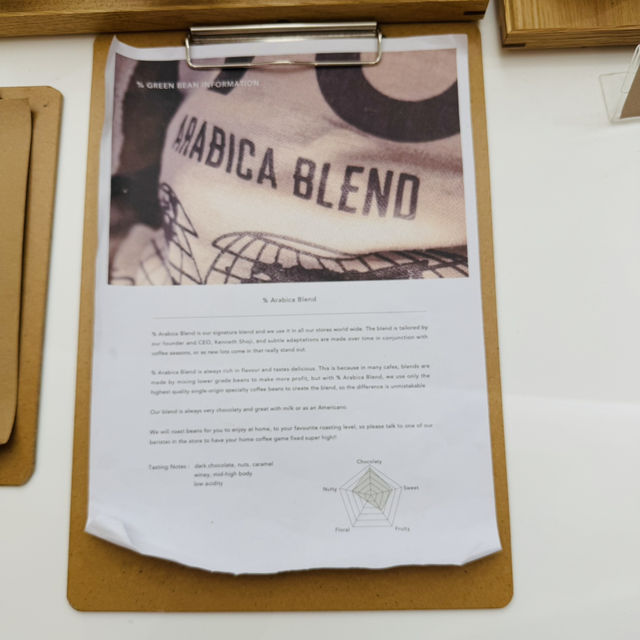 % GREEN BEAN INFORMATION
ARABICA BLEND
% Arabica Blend
% Arabica Blend is our signature blend and we use it in all our stores world wide. The blend is tailored by
our founder and CEO, Kenneth Shoji, and subtle adaptations are made over time in conjunction with
coffee seasons, or as new lots come in that really stand out.
% Arabica Blend is always rich in flavour and tastes delicious. This is because in many cafes, blends are
made by mixing lower grade beans to make more profit, but with % Arabica Blend, we use only the
highest quality single-origin specialty coffee beans to create the blend, so the difference is unmistakable
Our blend is always very chocolaty and great with milk or as an Americano.
We will roast beans for you to enjoy at home, to your favourite roasting level, so please talk to one of our
baristas in the store to have your home coffee game fixed super high!
Tasting Notes : dark chocolate, nuts, caramel
winey, mid-high body
low acidity
Chocolaty
Nutty
Sweet
Floral
Fruity